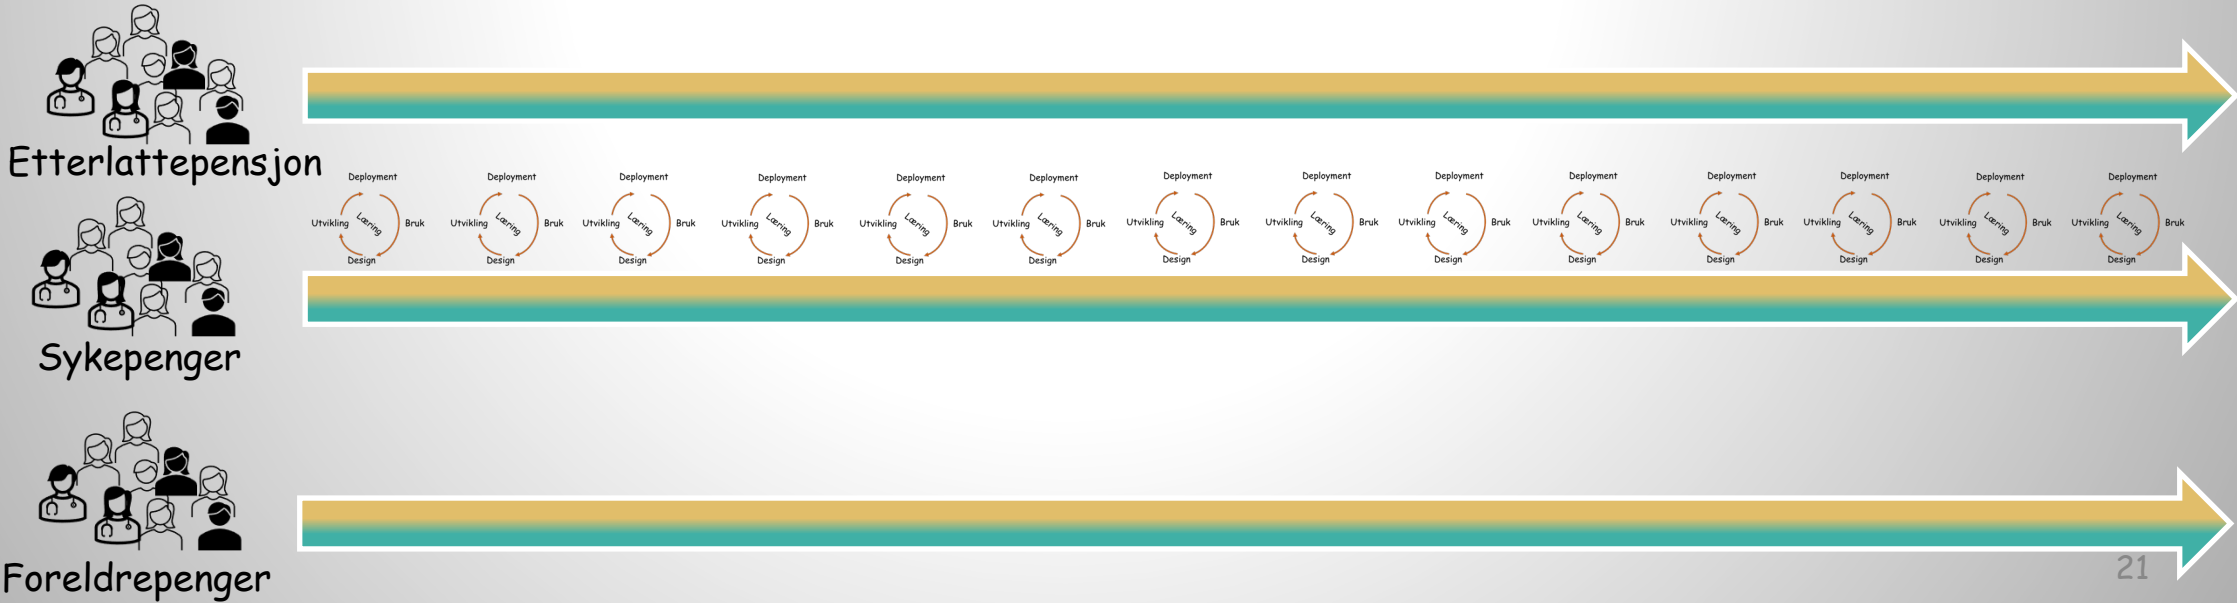 Etterlattepensjon
Deployment Deployment Deployment Deployment Deployment Deployment Deployment Deployment Deployment Deployment Deployment Deployment Deployment Deployment
Utvikling Læring Bruk Utvikling Læring Bruk Utvikling Læring Bruk Utvikling Læring Bruk Utvikling Læring Bruk Utvikling Læring Bruk Utvikling Læring Bruk Utvikling Læring Bruk Utvikling Læring Bruk Utvikling Læring Bruk Utvikling Læring Bruk Utvikling Læring Bruk Utvikling Læring Bruk Utvikling Læring Bruk
Design Design Design Design Design Design Design Design Design Design Design Design Design Design
Sykepenger
Foreldrepenger
21